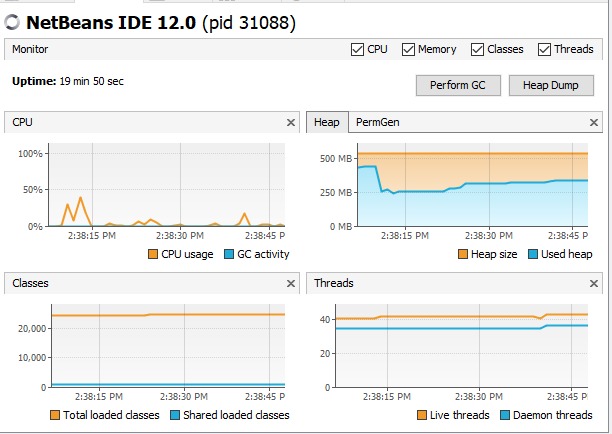 NetBeans IDE 12.0 (pid 31088)
Monitor
CPU
Memory
Classes
Threads
Uptime: 19 min 50 sec
Perform GC
Heap Dump
CPU
100%
50%
0%
2:38:15 PM
2:38:30 PM
2:38:45 P
CPU usage
GC activity
Heap
PermGen
500 MB
250 MB
0 MB
2:38:15 PM
2:38:30 PM
2:38:45 PM
Heap size
Used heap
Classes
20,000
10,000
0
2:38:15 PM
2:38:30 PM
2:38:45 P
Total loaded classes
Shared loaded classes
Threads
40
20
0
2:38:15 PM
2:38:30 PM
2:38:45 PM
Live threads
Daemon threads